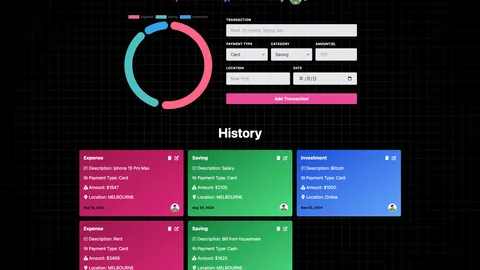 expense saving investment
TRANSACTION
Rent, Groceries, Salary, etc.
PAYMENT TYPE CATEGORY AMOUNT($)
Card Saving 150
LOCATION DATE
New York 年/月/日
Add Transaction
History
Expense
Description: Iphone 15 Pro Max
Payment Type: Card
Amount: $1847
Location: MELBOURNE
Saving
Description: Salary
Payment Type: Card
Amount: $2100
Location: MELBOURNE
Aug 30, 2024
Investment
Description: Bitcoin
Payment Type: Card
Amount: $1000
Location: Online
Sep 05, 2024
Expense
Description: Rent
Payment Type: Card
Amount: $3469
Location: MELBOURNE
Saving
Description: Bill from housemate
Payment Type: Cash
Amount: $1625
Location: MELBOURNE